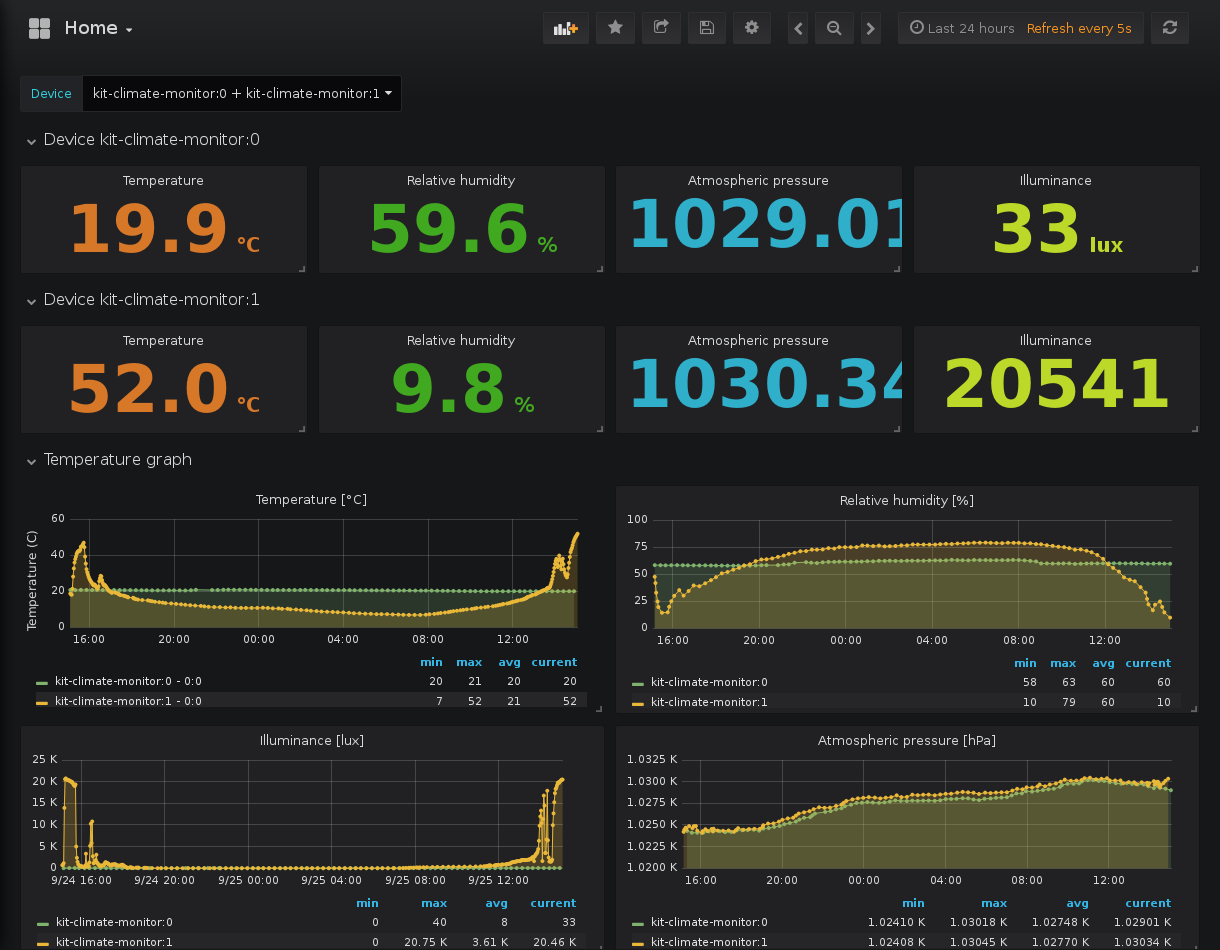 Home
Last 24 hours Refresh every 5s
Device kit-climate-monitor:0 + kit-climate-monitor:1
Device kit-climate-monitor:0
Temperature Relative humidity Atmospheric pressure Illuminance
19.9 °C 59.6 % 1029.01 33 lux
Device kit-climate-monitor:1
Temperature Relative humidity Atmospheric pressure Illuminance
52.0 °C 9.8 % 1030.34 20541
Temperature graph
Temperature [°C]
Temperature (C)
60
40
20
0
16:00 20:00 00:00 04:00 08:00 12:00
min max avg current
kit-climate-monitor:0 - 0:0 20 21 20 20
kit-climate-monitor:1 - 0:0 7 52 21 52
Relative humidity [%]
100
75
50
25
0
16:00 20:00 00:00 04:00 08:00 12:00
min max avg current
kit-climate-monitor:0 58 63 60 60
kit-climate-monitor:1 10 79 60 10
Illuminance [lux]
25 K
20 K
15 K
10 K
5 K
0
9/24 16:00 9/24 20:00 9/25 00:00 9/25 04:00 9/25 08:00 9/25 12:00
min max avg current
kit-climate-monitor:0 0 40 8 33
kit-climate-monitor:1 0 20.75 K 3.61 K 20.46 K
Atmospheric pressure [hPa]
1.0325 K
1.0300 K
1.0275 K
1.0250 K
1.0225 K
1.0200 K
16:00 20:00 00:00 04:00 08:00 12:00
min max avg current
kit-climate-monitor:0 1.02410 K 1.03018 K 1.02748 K 1.02901 K
kit-climate-monitor:1 1.02408 K 1.03045 K 1.02770 K 1.03034 K